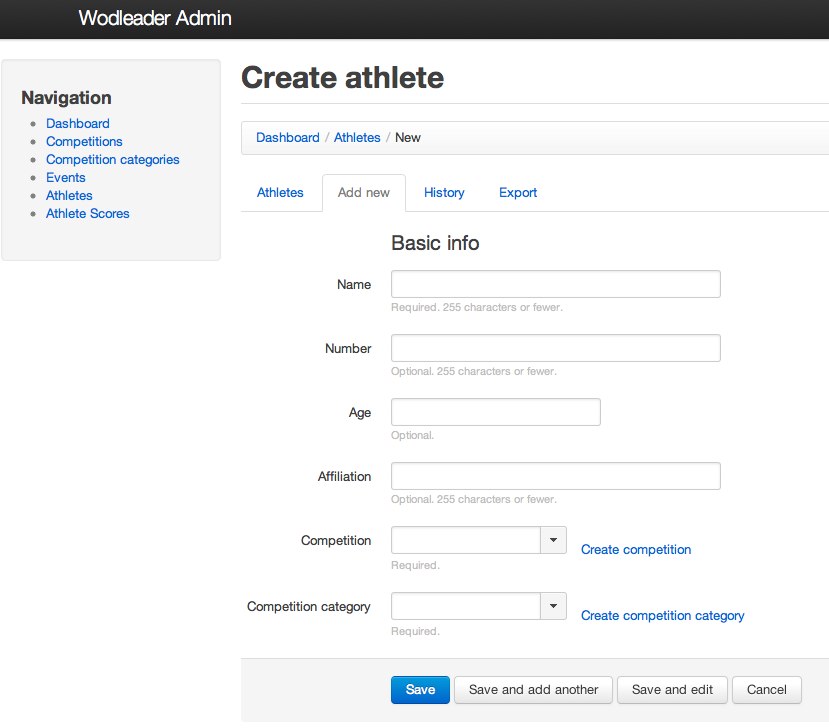 Wodleader Admin
Navigation
Dashboard
Competitions
Competition categories
Events
Athletes
Athlete Scores
Create athlete
Dashboard / Athletes / New
Athletes Add new History Export
Basic info
Name
Required. 255 characters or fewer.
Number
Optional. 255 characters or fewer.
Age
Optional.
Affiliation
Optional. 255 characters or fewer.
Competition Create competition
Required.
Competition category Create competition category
Required.
Save Save and add another Save and edit Cancel